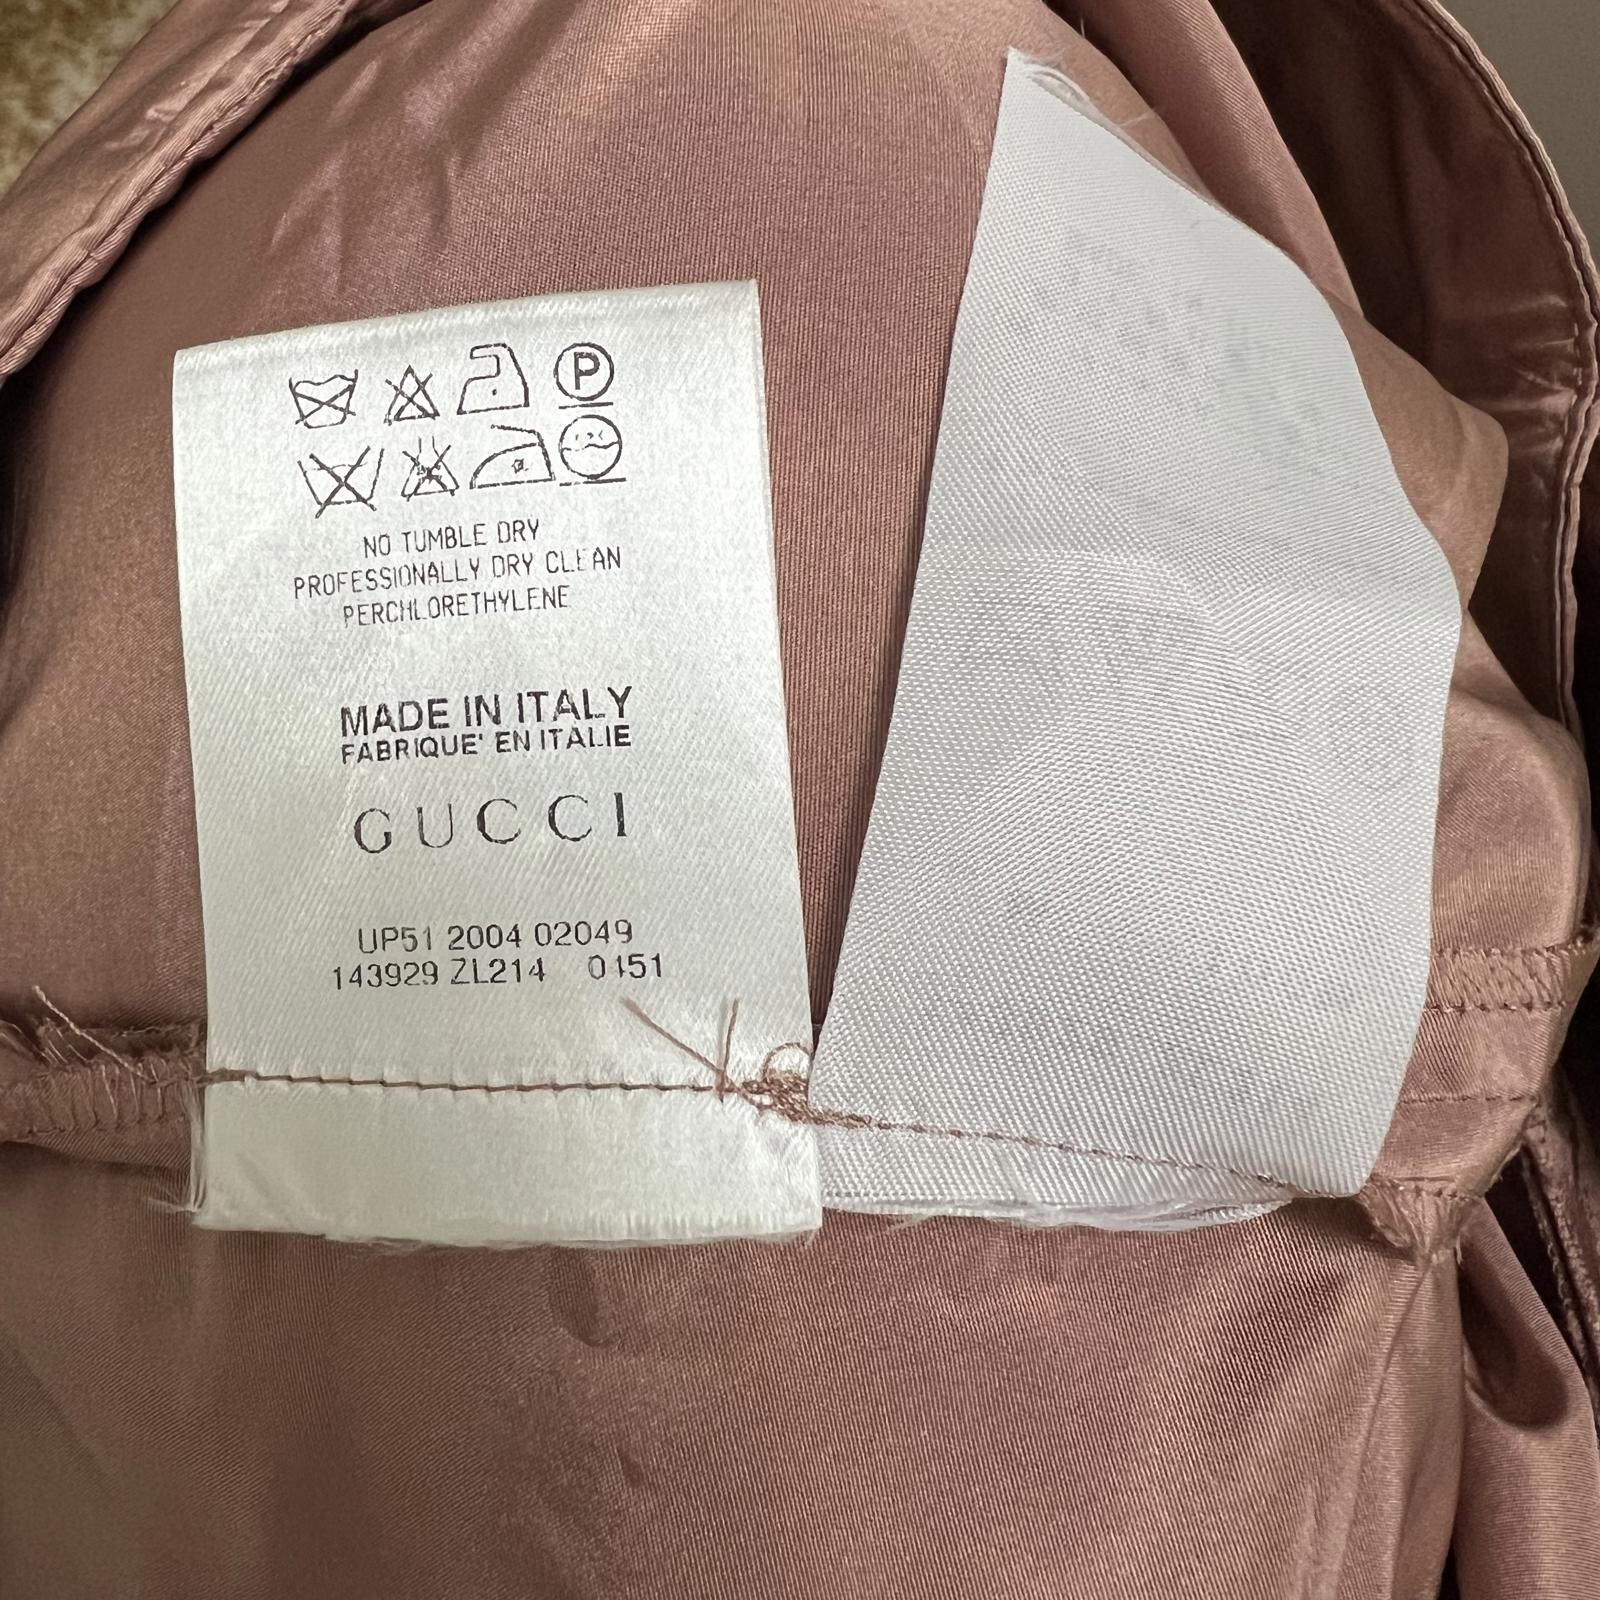 P
NO TUMBLE DRY
PROFESSIONALLY DRY CLEAN
PERCHLORETHYLENE
MADE IN ITALY
FABRIQUE' EN ITALIE
GUCCI
UP51 2004 02049
143929 ZL214 0151